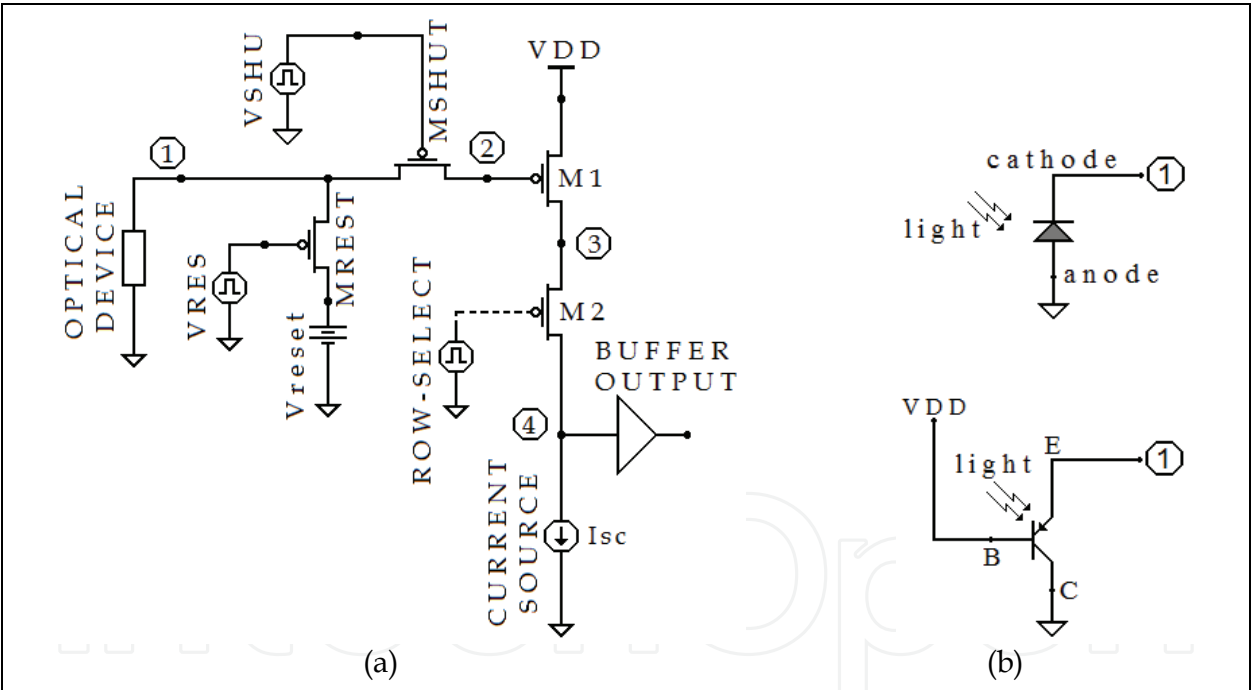 VSHU
MSHUT
VDD
1
2
M1
OPTICAL
DEVICE
VRES
MREST
Vreset
3
ROW-SELECT
M2
BUFFER
OUTPUT
4
CURRENT
SOURCE
Isc
(a)
cathode
1
light
anode
VDD
light
E
1
B
C
(b)